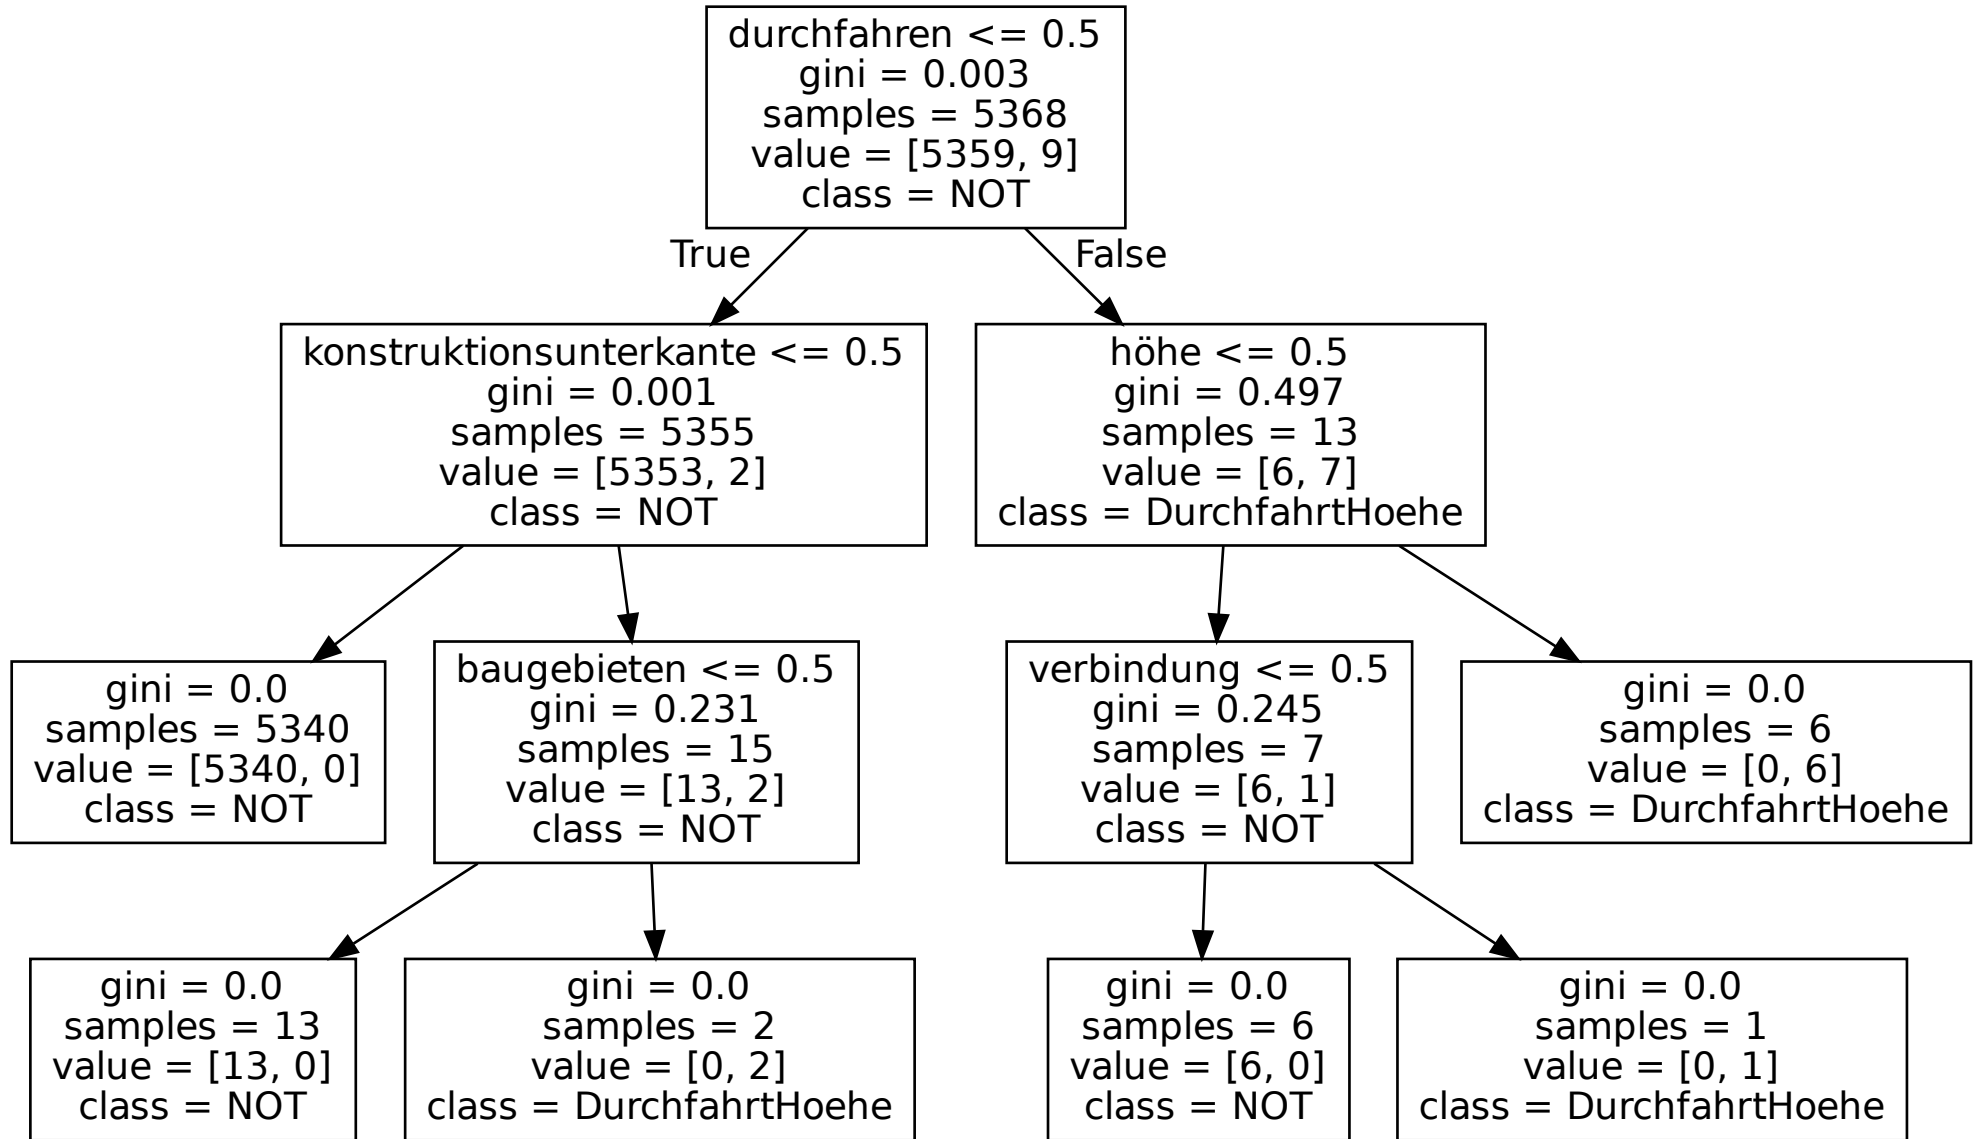 durchfahren <= 0.5
gini = 0.003
samples = 5368
value = [5359, 9]
class = NOT
True
False
konstruktionsunterkante <= 0.5
gini = 0.001
samples = 5355
value = [5353, 2]
class = NOT
höhe <= 0.5
gini = 0.497
samples = 13
value = [6, 7]
class = DurchfahrtHoehe
gini = 0.0
samples = 5340
value = [5340, 0]
class = NOT
baugebieten <= 0.5
gini = 0.231
samples = 15
value = [13, 2]
class = NOT
verbindung <= 0.5
gini = 0.245
samples = 7
value = [6, 1]
class = NOT
gini = 0.0
samples = 6
value = [0, 6]
class = DurchfahrtHoehe
gini = 0.0
samples = 13
value = [13, 0]
class = NOT
gini = 0.0
samples = 2
value = [0, 2]
class = DurchfahrtHoehe
gini = 0.0
samples = 6
value = [6, 0]
class = NOT
gini = 0.0
samples = 1
value = [0, 1]
class = DurchfahrtHoehe